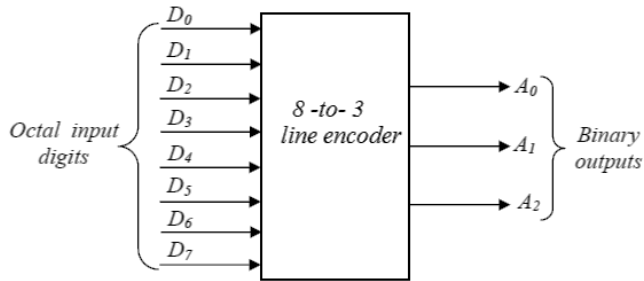 D₀
D₁
D₂
D₃
D₄
D₅
D₆
D₇
Octal input
digits
8 -to- 3
line encoder
A₀
A₁
A₂
Binary
outputs